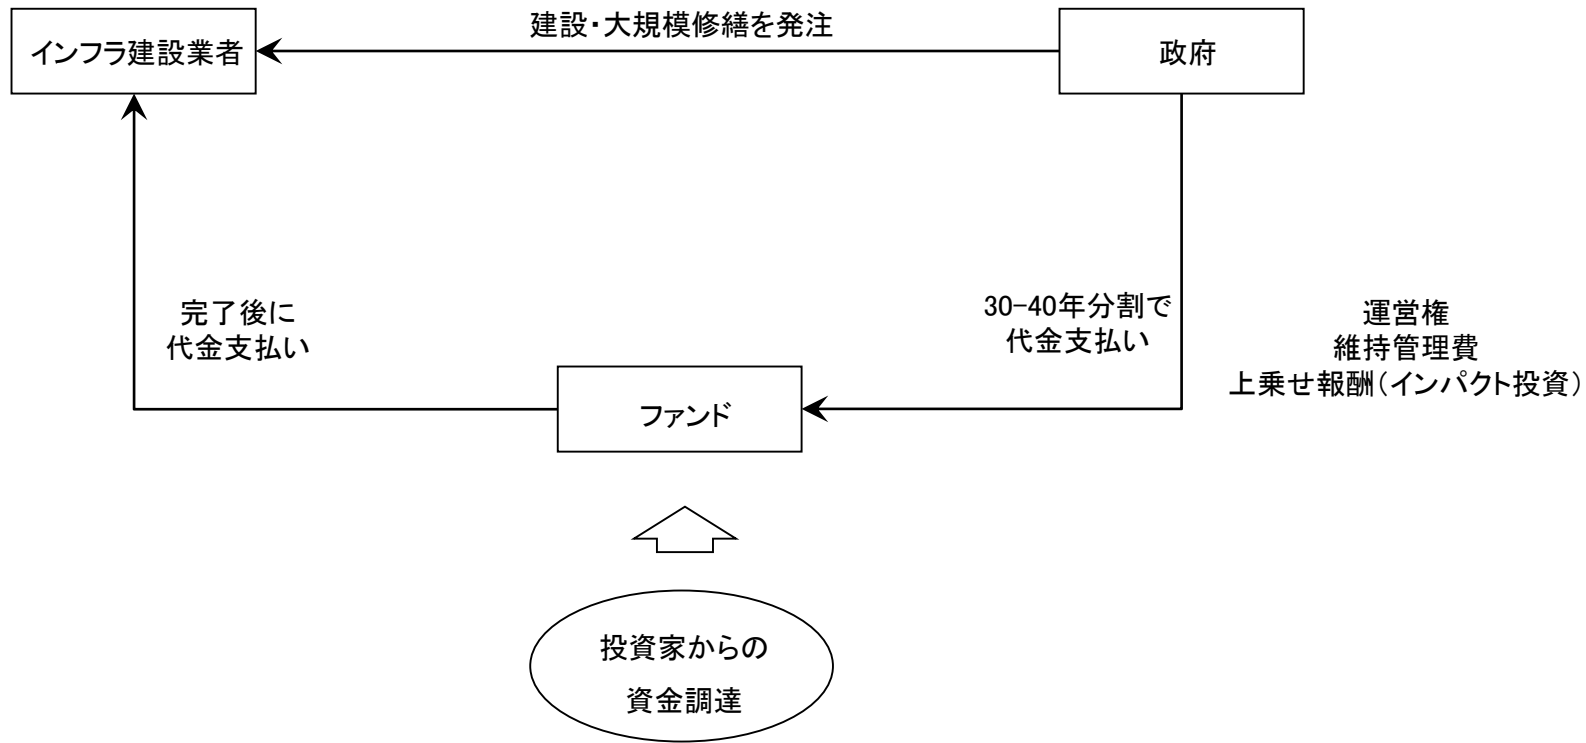 建設・大規模修繕を発注
インフラ建設業者
政府
完了後に
代金支払い
30-40年分割で
代金支払い
運営権
維持管理費
上乗せ報酬（インパクト投資）
ファンド
投資家からの
資金調達